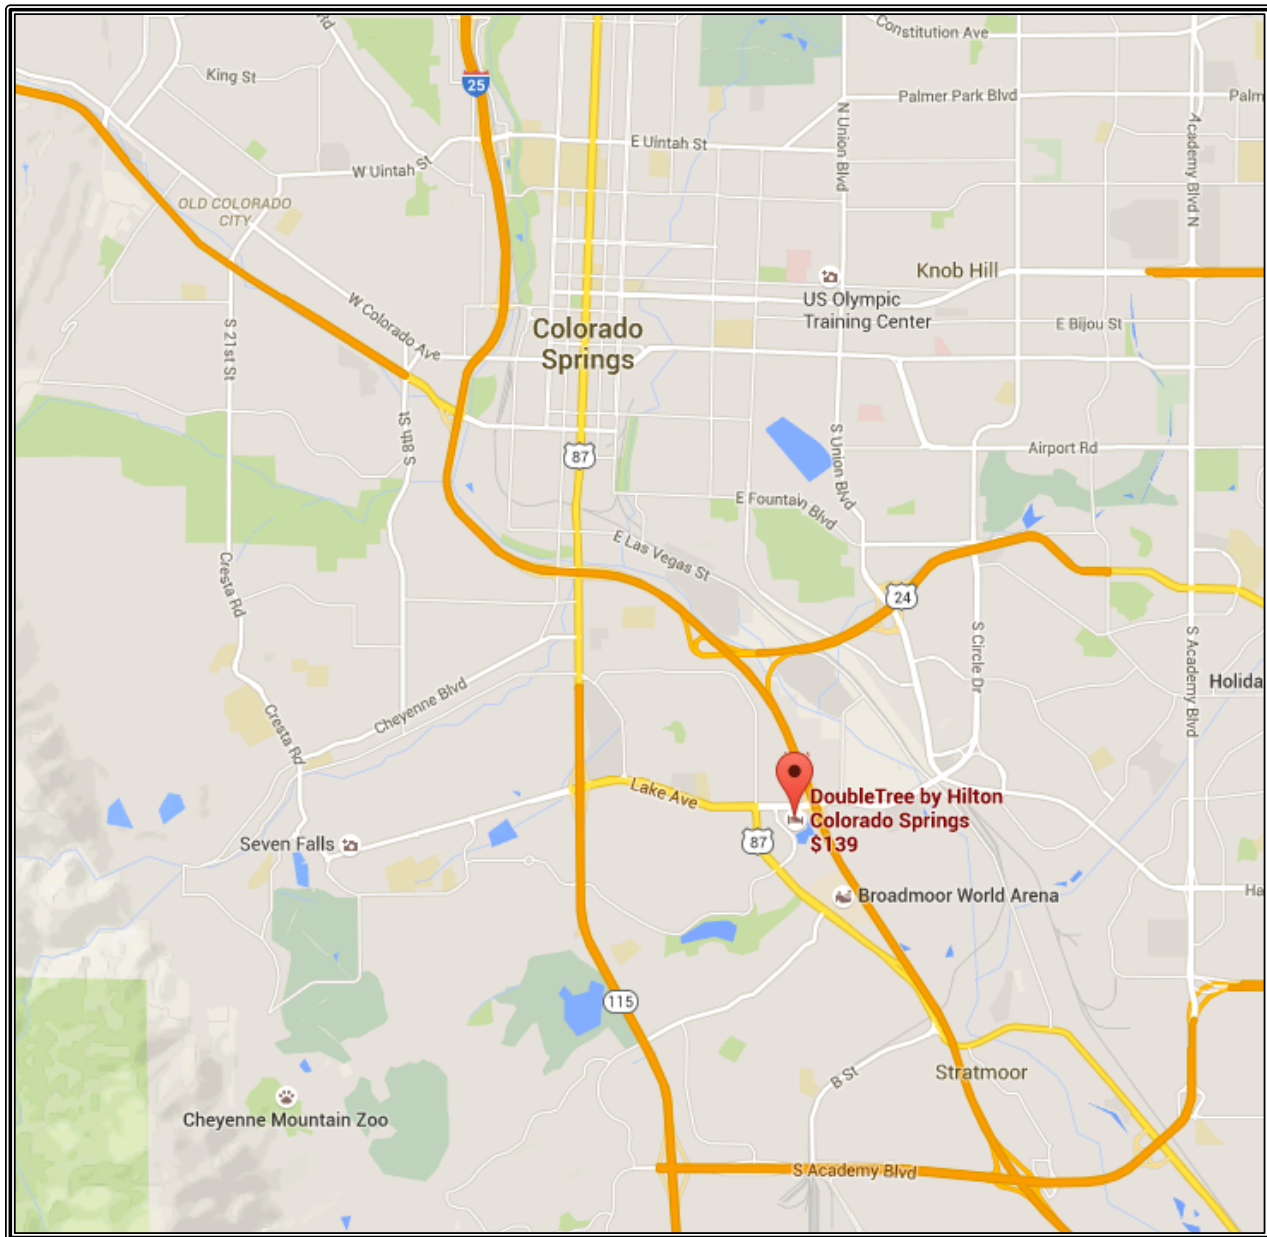 Rd
Constitution Ave
King St
25
Palmer Park Blvd
Palm
N Union Blvd
Academy Blvd N
E Uintah St
W Uintah St
OLD COLORADO
CITY
Knob Hill
US Olympic
Training Center
E Bijou St
W Colorado Ave
S 21st St
Colorado
Springs
S 8th St
87
S Union Blvd
Airport Rd
E Fountain Blvd
E Las Vegas St
24
Cresta Rd
S Circle Dr
S Academy Blvd
Holida
Cheyenne Blvd
Cresta Rd
Lake Ave
DoubleTree by Hilton
Colorado Springs
$139
87
Seven Falls
Broadmoor World Arena
Ha
115
Stratmoor
B St
Cheyenne Mountain Zoo
S Academy Blvd